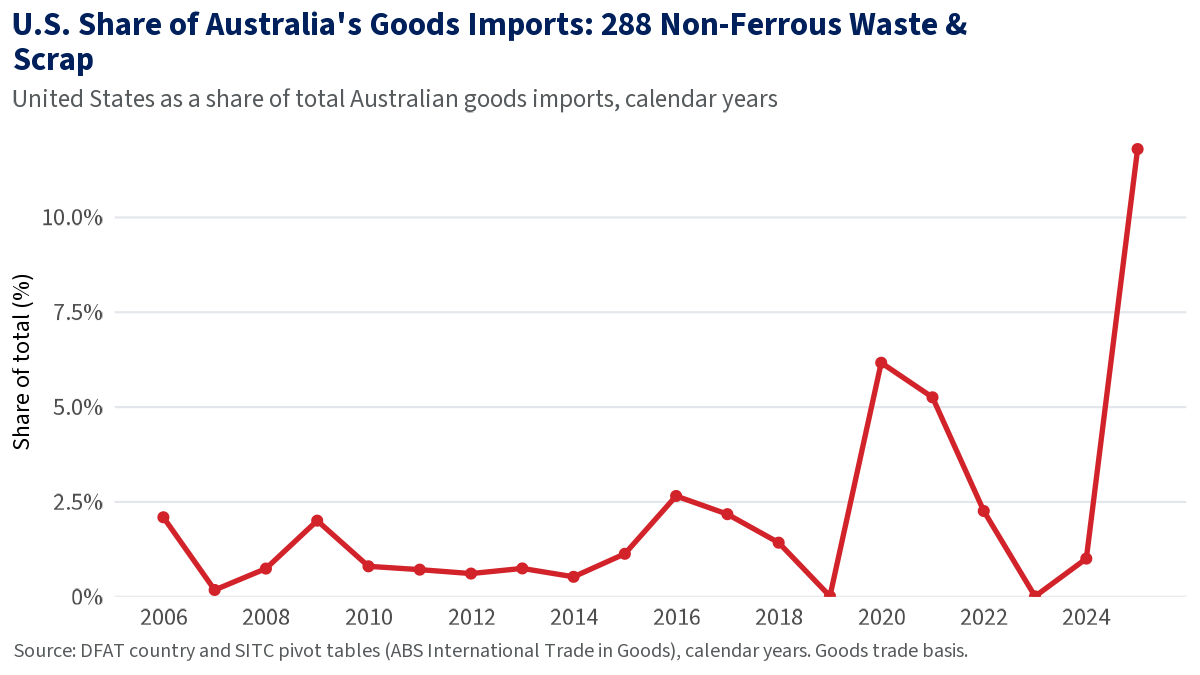 U.S. Share of Australia's Goods Imports: 288 Non-Ferrous Waste &
Scrap
United States as a share of total Australian goods imports, calendar years
Share of total (%)
10.0%
7.5%
5.0%
2.5%
0%
2006 2008 2010 2012 2014 2016 2018 2020 2022 2024
Source: DFAT country and SITC pivot tables (ABS International Trade in Goods), calendar years. Goods trade basis.